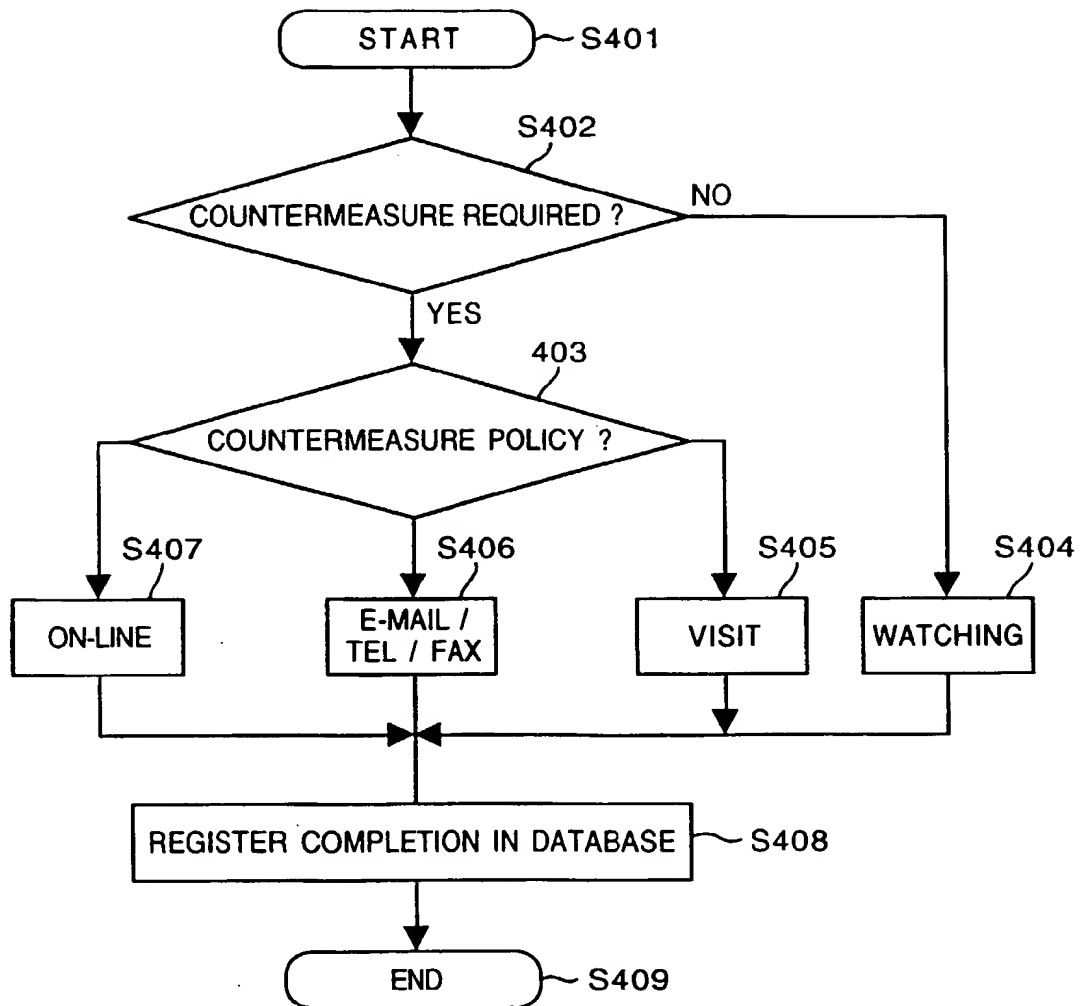 START
S401
S402
COUNTERMEASURE REQUIRED ?
NO
YES
403
COUNTERMEASURE POLICY ?
S407
S406
S405
S404
ON-LINE
E-MAIL /
TEL / FAX
VISIT
WATCHING
REGISTER COMPLETION IN DATABASE
S408
END
S409